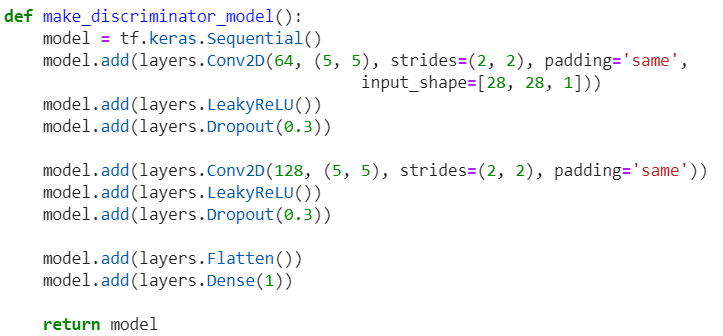 def make_discriminator_model():
    model = tf.keras.Sequential()
    model.add(layers.Conv2D(64, (5, 5), strides=(2, 2), padding='same',
                                     input_shape=[28, 28, 1]))
    model.add(layers.LeakyReLU())
    model.add(layers.Dropout(0.3))

    model.add(layers.Conv2D(128, (5, 5), strides=(2, 2), padding='same'))
    model.add(layers.LeakyReLU())
    model.add(layers.Dropout(0.3))

    model.add(layers.Flatten())
    model.add(layers.Dense(1))

    return model